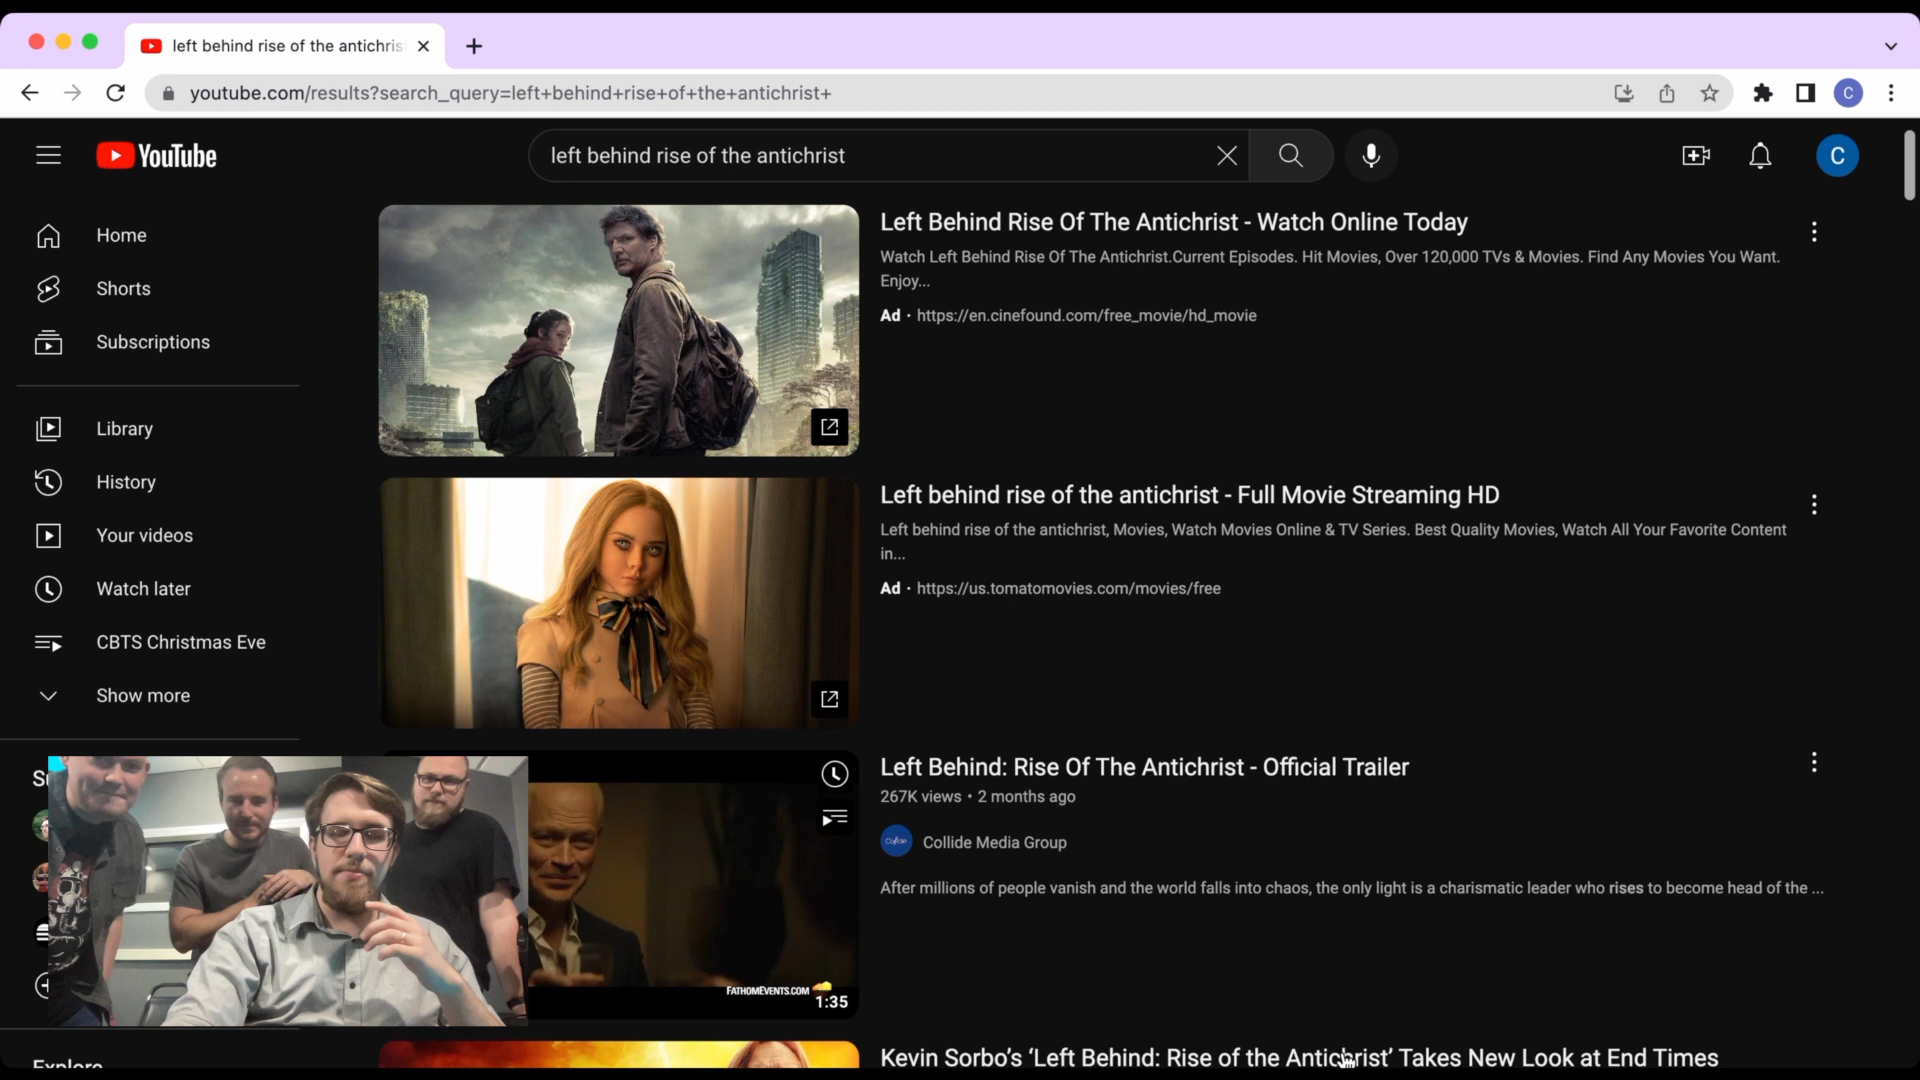 left behind rise of the antichris
youtube.com/results?search_query=left+behind+rise+of+the+antichrist+
C
YouTube
left behind rise of the antichrist
C
Home
Shorts
Subscriptions
Library
History
Your videos
Watch later
CBTS Christmas Eve
Show more
Explore
Left Behind Rise Of The Antichrist - Watch Online Today
Watch Left Behind Rise Of The Antichrist.Current Episodes. Hit Movies, Over 120,000 TVs & Movies. Find Any Movies You Want.
Enjoy...
Ad • https://en.cinefound.com/free_movie/hd_movie
Left behind rise of the antichrist - Full Movie Streaming HD
Left behind rise of the antichrist, Movies, Watch Movies Online & TV Series. Best Quality Movies, Watch All Your Favorite Content
in...
Ad • https://us.tomatomovies.com/movies/free
FATHOMEVENTS.COM
1:35
Left Behind: Rise Of The Antichrist - Official Trailer
267K views • 2 months ago
Collide
Collide Media Group
After millions of people vanish and the world falls into chaos, the only light is a charismatic leader who rises to become head of the ...
Kevin Sorbo's 'Left Behind: Rise of the Antichrist' Takes New Look at End Times